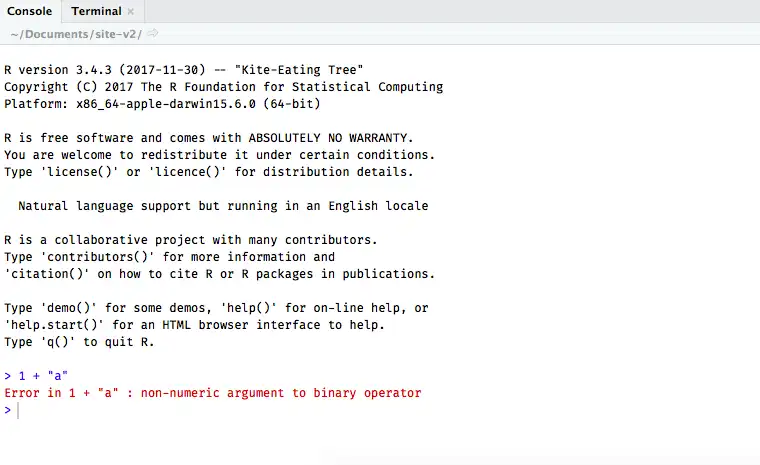 Console Terminal ×
~/Documents/site-v2/
R version 3.4.3 (2017-11-30) -- "Kite-Eating Tree"
Copyright (C) 2017 The R Foundation for Statistical Computing
Platform: x86_64-apple-darwin15.6.0 (64-bit)
R is free software and comes with ABSOLUTELY NO WARRANTY.
You are welcome to redistribute it under certain conditions.
Type 'license()' or 'licence()' for distribution details.
Natural language support but running in an English locale
R is a collaborative project with many contributors.
Type 'contributors()' for more information and
'citation()' on how to cite R or R packages in publications.
Type 'demo()' for some demos, 'help()' for on-line help, or
'help.start()' for an HTML browser interface to help.
Type 'q()' to quit R.
> 1 + "a"
Error in 1 + "a" : non-numeric argument to binary operator
>